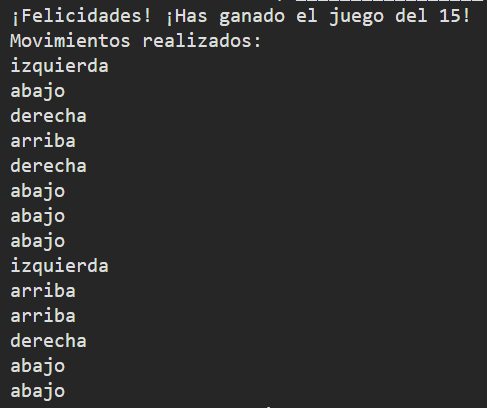 ¡Felicidades! ¡Has ganado el juego del 15!
Movimientos realizados:
izquierda
abajo
derecha
arriba
derecha
abajo
abajo
abajo
izquierda
arriba
arriba
derecha
abajo
abajo